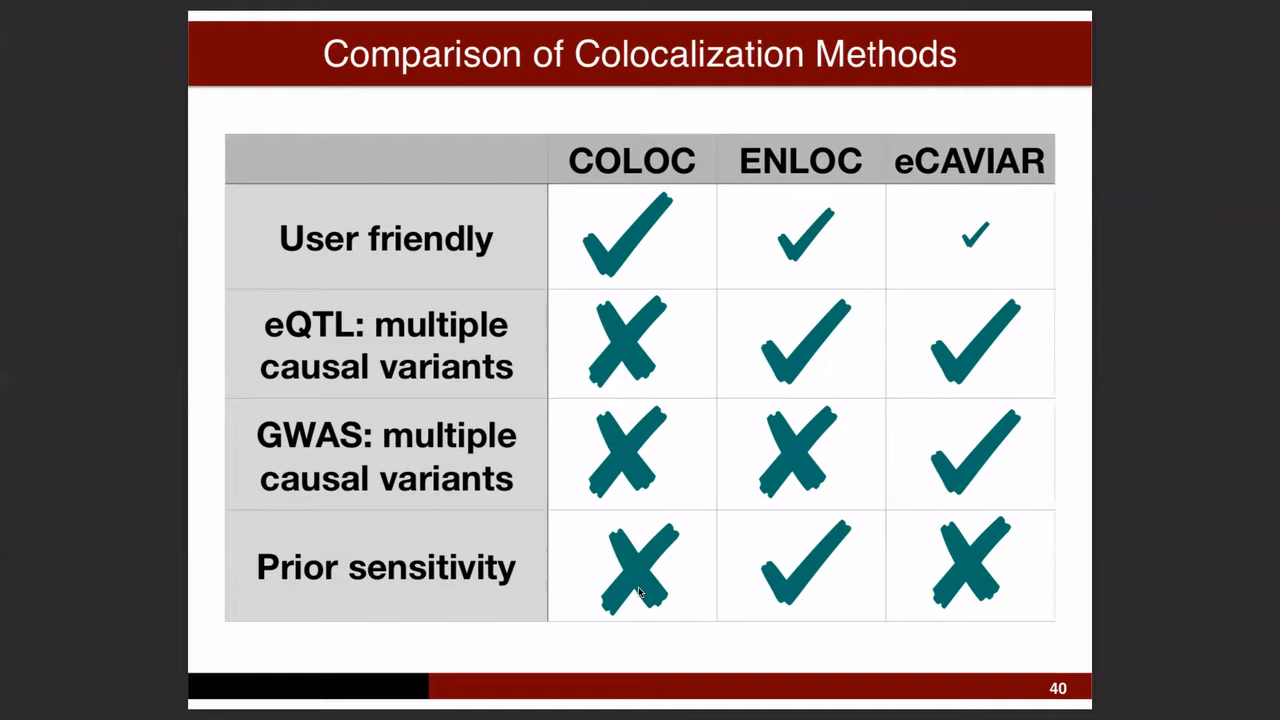 Comparison of Colocalization Methods
COLOC ENLOC eCAVIAR
User friendly
eQTL: multiple
causal variants
GWAS: multiple
causal variants
Prior sensitivity
40